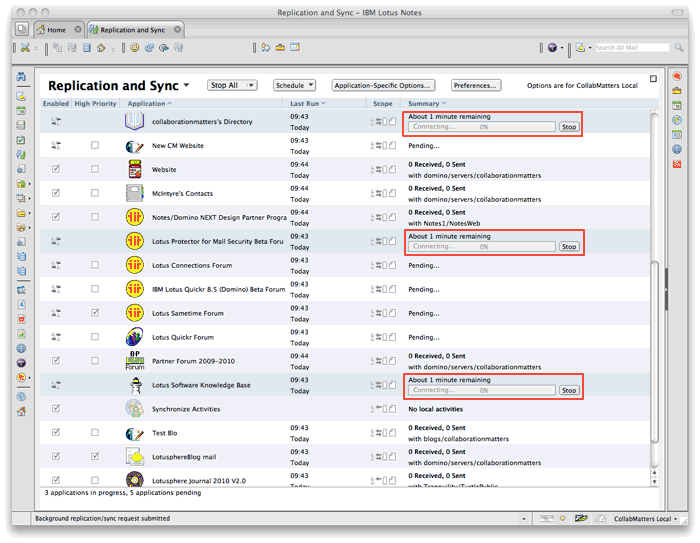 Replication and Sync – IBM Lotus Notes
Home
Replication and Sync
Search All Mail
Replication and Sync
Stop All
Schedule
Application-Specific Options...
Preferences...
Options are for CollabMatters Local
Enabled High Priority Application Last Run Scope Summary
collaborationmatters's Directory 09:43 Today About 1 minute remaining
Connecting... 0% Stop
New CM Website 09:43 Today Pending...
Website 09:44 Today 0 Received, 0 Sent
with domino/servers/collaborationmatters
McIntyre's Contacts 09:44 Today 0 Received, 0 Sent
with domino/servers/collaborationmatters
Notes/Domino NEXT Design Partner Progra 09:44 Today 0 Received, 0 Sent
with Notes1/NotesWeb
Lotus Protector for Mail Security Beta Foru 09:43 Today About 1 minute remaining
Connecting... 0% Stop
Lotus Connections Forum 09:43 Today Pending...
IBM Lotus Quickr 8.5 (Domino) Beta Forum 09:43 Today Pending...
Lotus Sametime Forum 09:43 Today Pending...
Lotus Quickr Forum 09:43 Today Pending...
BP
Forum
Partner Forum 2009-2010 09:44 Today 0 Received, 0 Sent
with domino/servers/collaborationmatters
Lotus Software Knowledge Base 09:43 Today About 1 minute remaining
Connecting... 0% Stop
Synchronize Activities No local activities
Test Blo 09:43 Today 0 Received, 0 Sent
with blogs/collaborationmatters
LotusphereBlog mail 09:43 Today 0 Received, 0 Sent
with domino/servers/collaborationmatters
Lotusphere Journal 2010 V2.0 09:43 Today 0 Received, 0 Sent
with Tranquility/TurtlePublic
3 applications in progress, 5 applications pending
Background replication/sync request submitted
CollabMatters Local